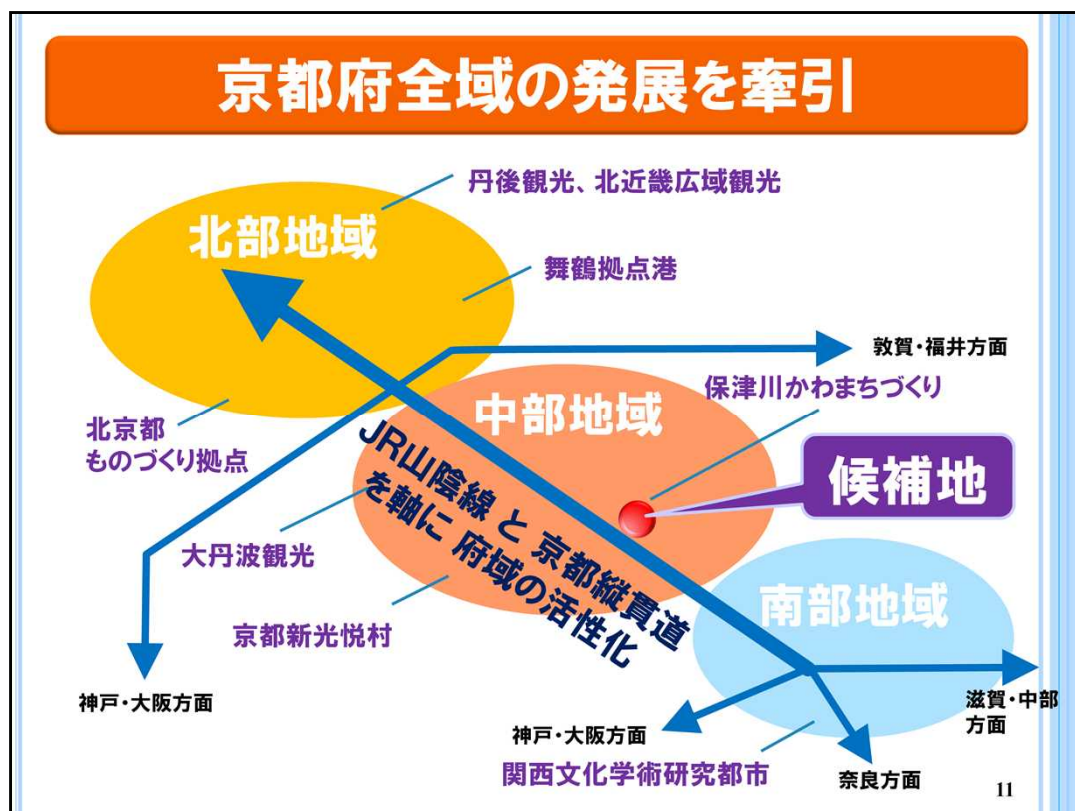 京都府全域の発展を牽引
丹後観光、北近畿広域観光
北部地域
舞鶴拠点港
敦賀・福井方面
保津川かわまちづくり
中部地域
北京都
ものづくり拠点
候補地
JR山陰線 と 京都縦貫道
を軸に 府域の活性化
大丹波観光
南部地域
京都新光悦村
神戸・大阪方面
滋賀・中部
方面
神戸・大阪方面
関西文化学術研究都市
奈良方面
11